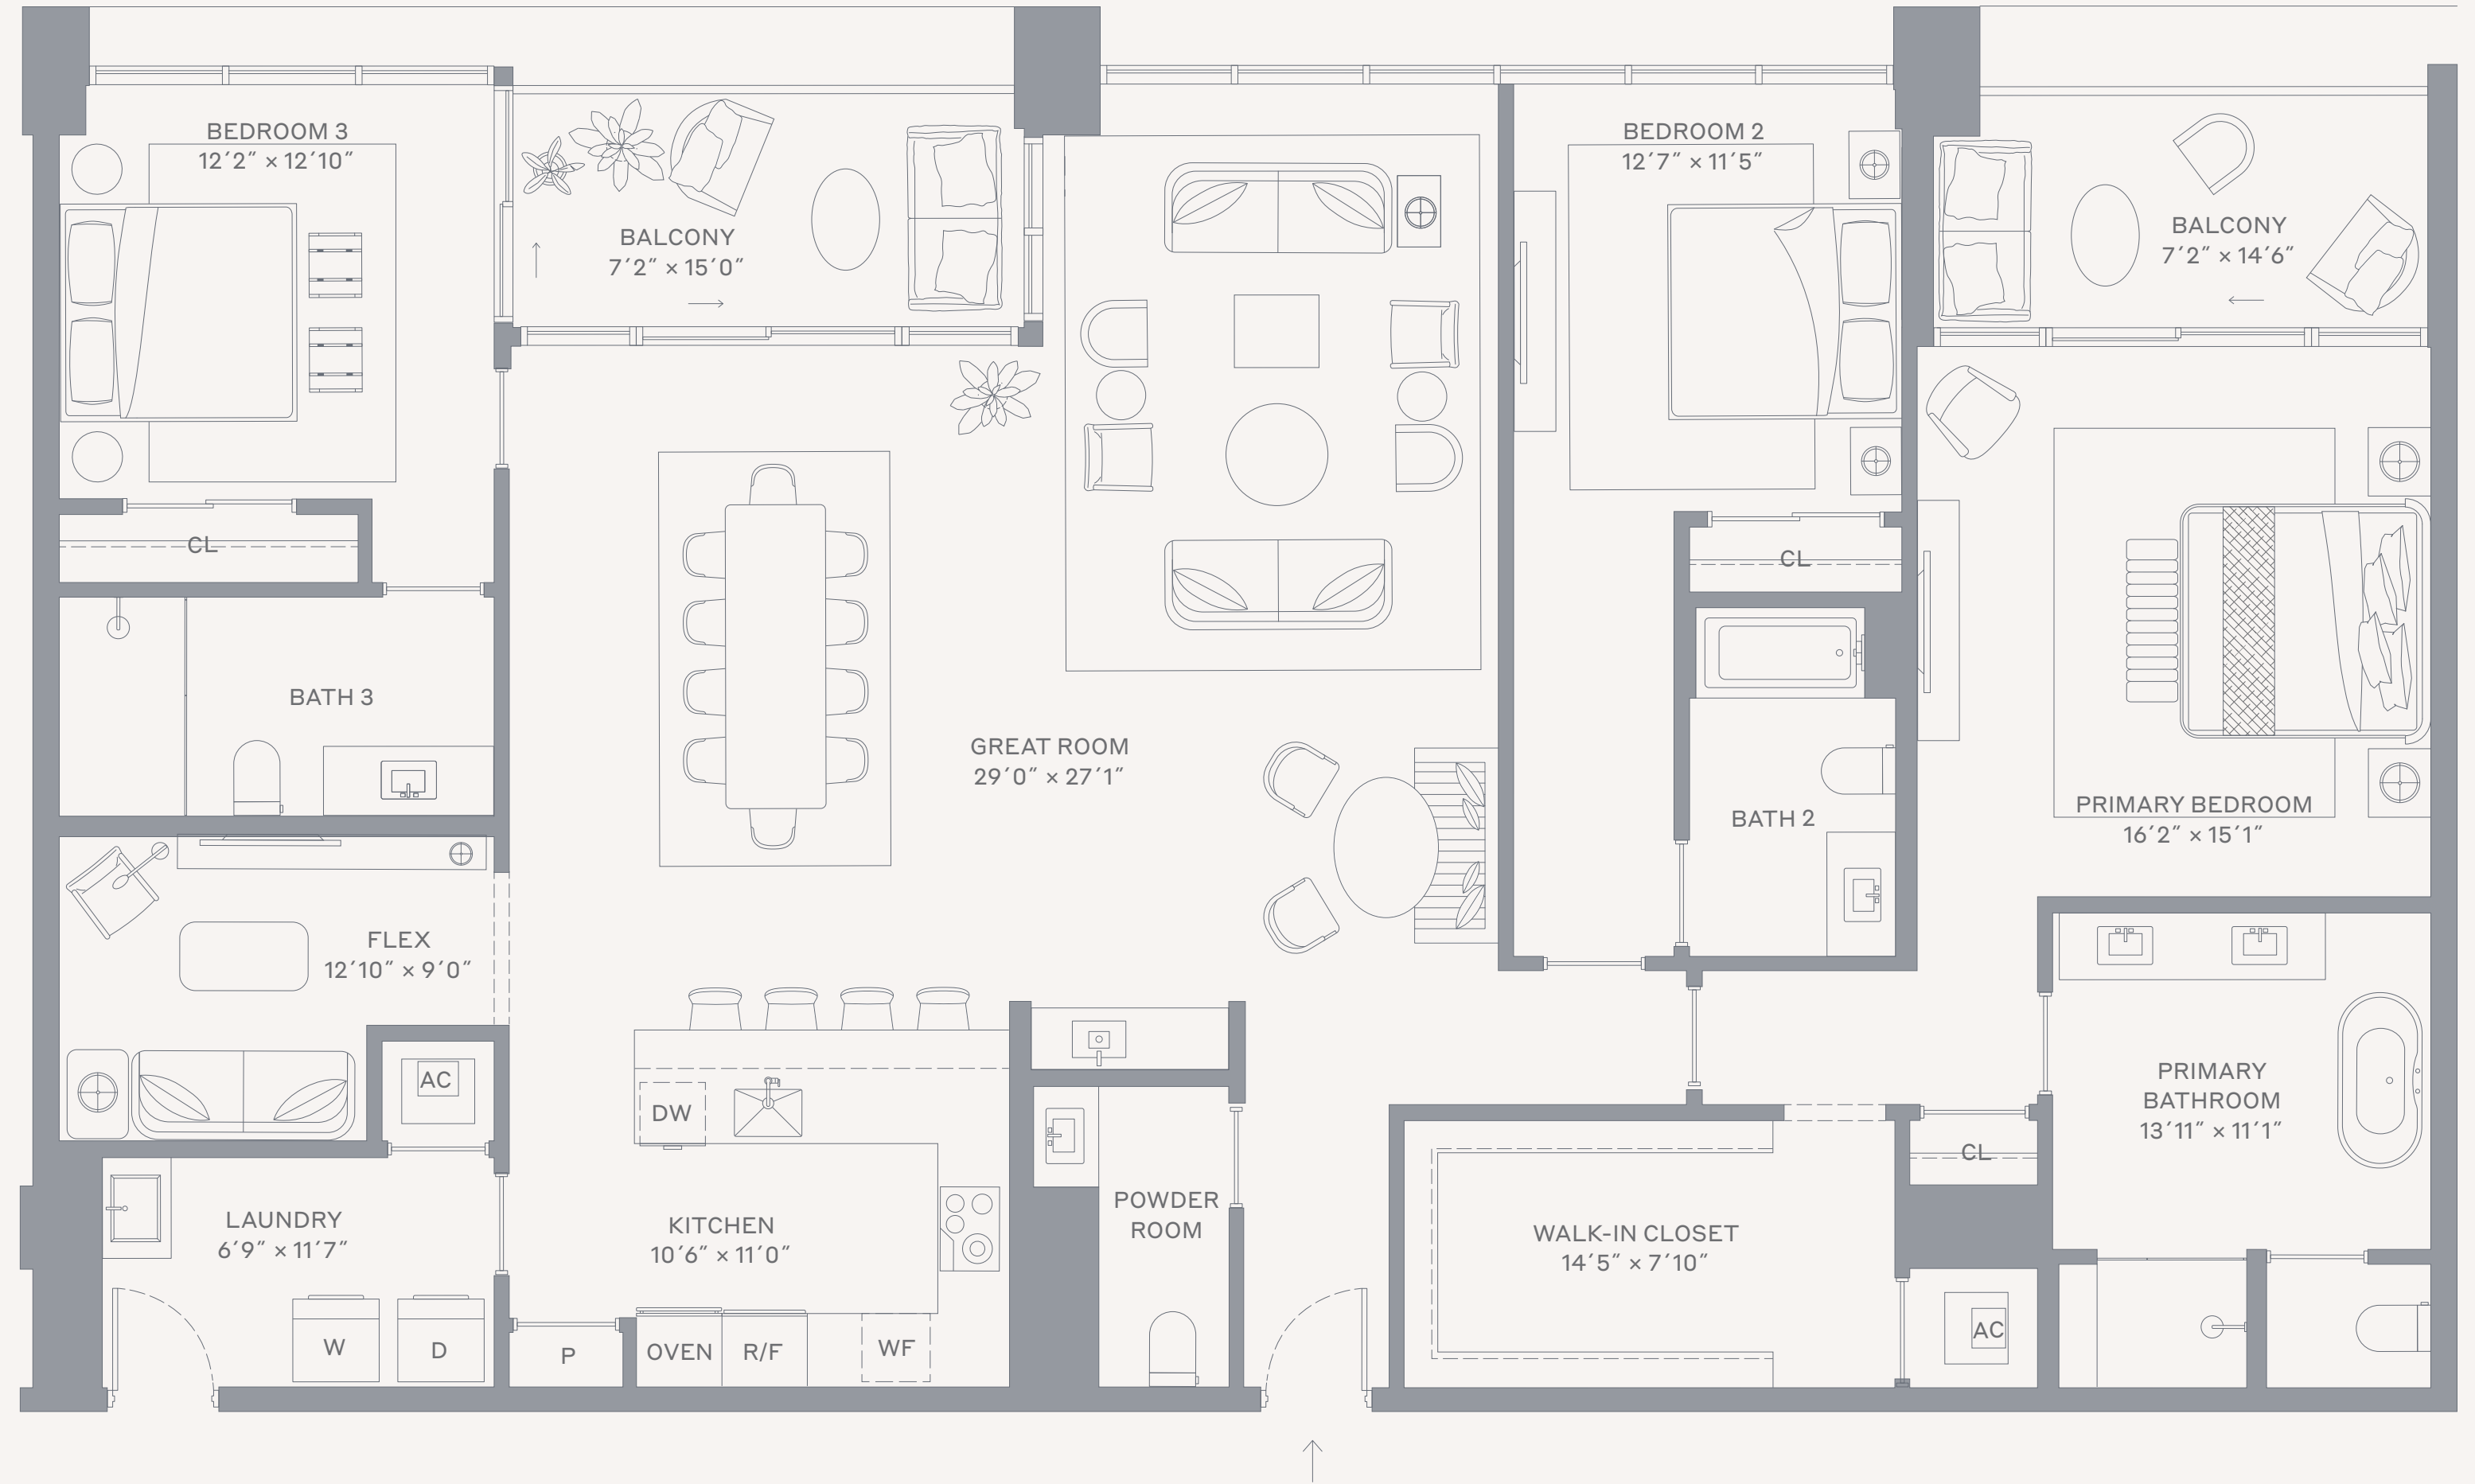 BEDROOM 3
12′2″ × 12′10″
BALCONY
7′2″ × 15′0″
BEDROOM 2
12′7″ × 11′5″
BALCONY
7′2″ × 14′6″
CL
CL
BATH 3
GREAT ROOM
29′0″ × 27′1″
BATH 2
PRIMARY BEDROOM
16′2″ × 15′1″
FLEX
12′10″ × 9′0″
AC
DW
PRIMARY
BATHROOM
13′11″ × 11′1″
CL
LAUNDRY
6′9″ × 11′7″
KITCHEN
10′6″ × 11′0″
POWDER
ROOM
WALK-IN CLOSET
14′5″ × 7′10″
W
D
P
OVEN
R/F
WF
AC